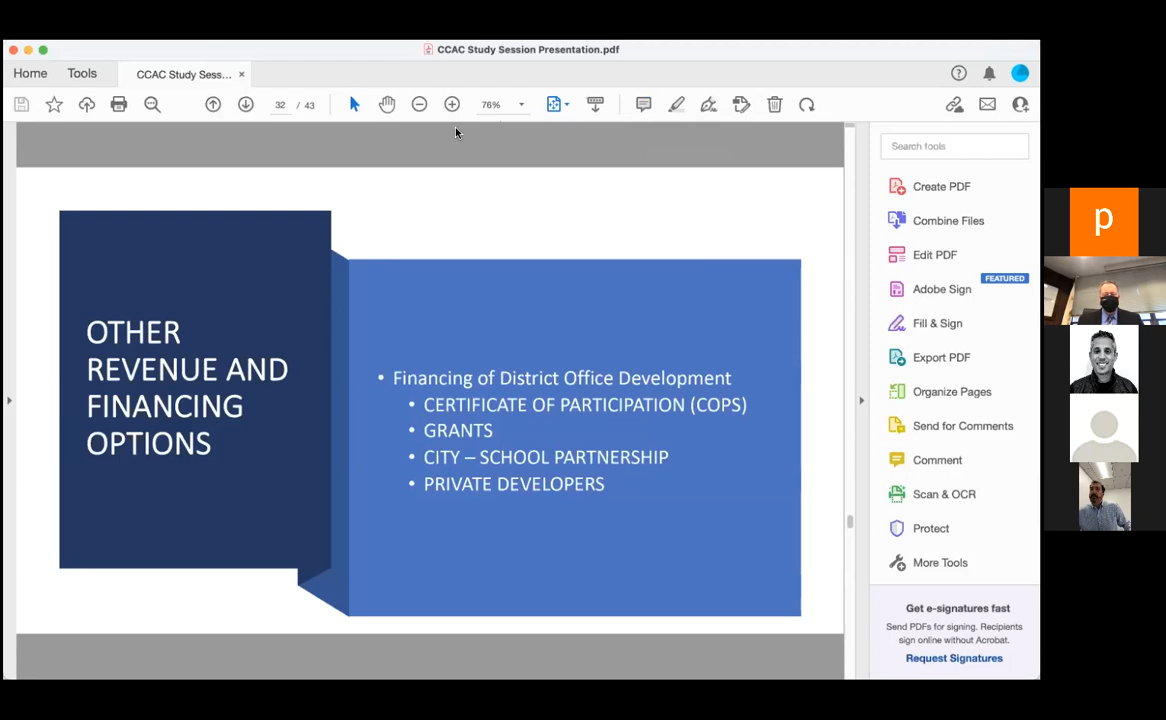 CCAC Study Session Presentation.pdf
Home Tools CCAC Study Sess... ×
32 / 43 76%
Search tools
Create PDF
Combine Files
Edit PDF
FEATURED
Adobe Sign
Fill & Sign
Export PDF
Organize Pages
Send for Comments
Comment
Scan & OCR
Protect
More Tools
Get e-signatures fast
Send PDFs for signing. Recipients
sign online without Acrobat.
Request Signatures
OTHER
REVENUE AND
FINANCING
OPTIONS
• Financing of District Office Development
• CERTIFICATE OF PARTICIPATION (COPS)
• GRANTS
• CITY – SCHOOL PARTNERSHIP
• PRIVATE DEVELOPERS
p